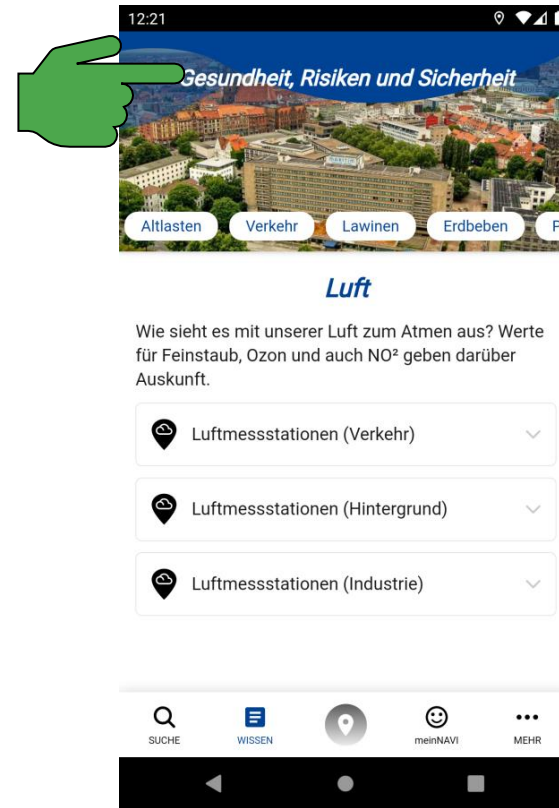 12:21
Gesundheit, Risiken und Sicherheit
Altlasten Verkehr Lawinen Erdbeben
Luft
Wie sieht es mit unserer Luft zum Atmen aus? Werte
für Feinstaub, Ozon und auch NO² geben darüber
Auskunft.
Luftmessstationen (Verkehr)
Luftmessstationen (Hintergrund)
Luftmessstationen (Industrie)
SUCHE WISSEN meinNAVI MEHR